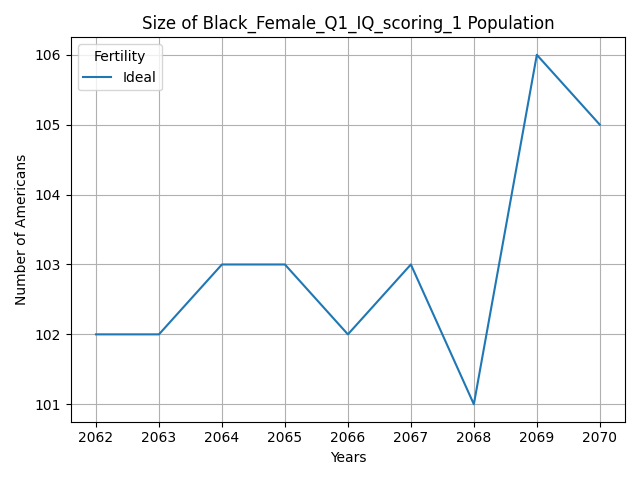 Size of Black_Female_Q1_IQ_scoring_1 Population
Fertility
Ideal
Number of Americans
106
105
104
103
102
101
2062 2063 2064 2065 2066 2067 2068 2069 2070
Years